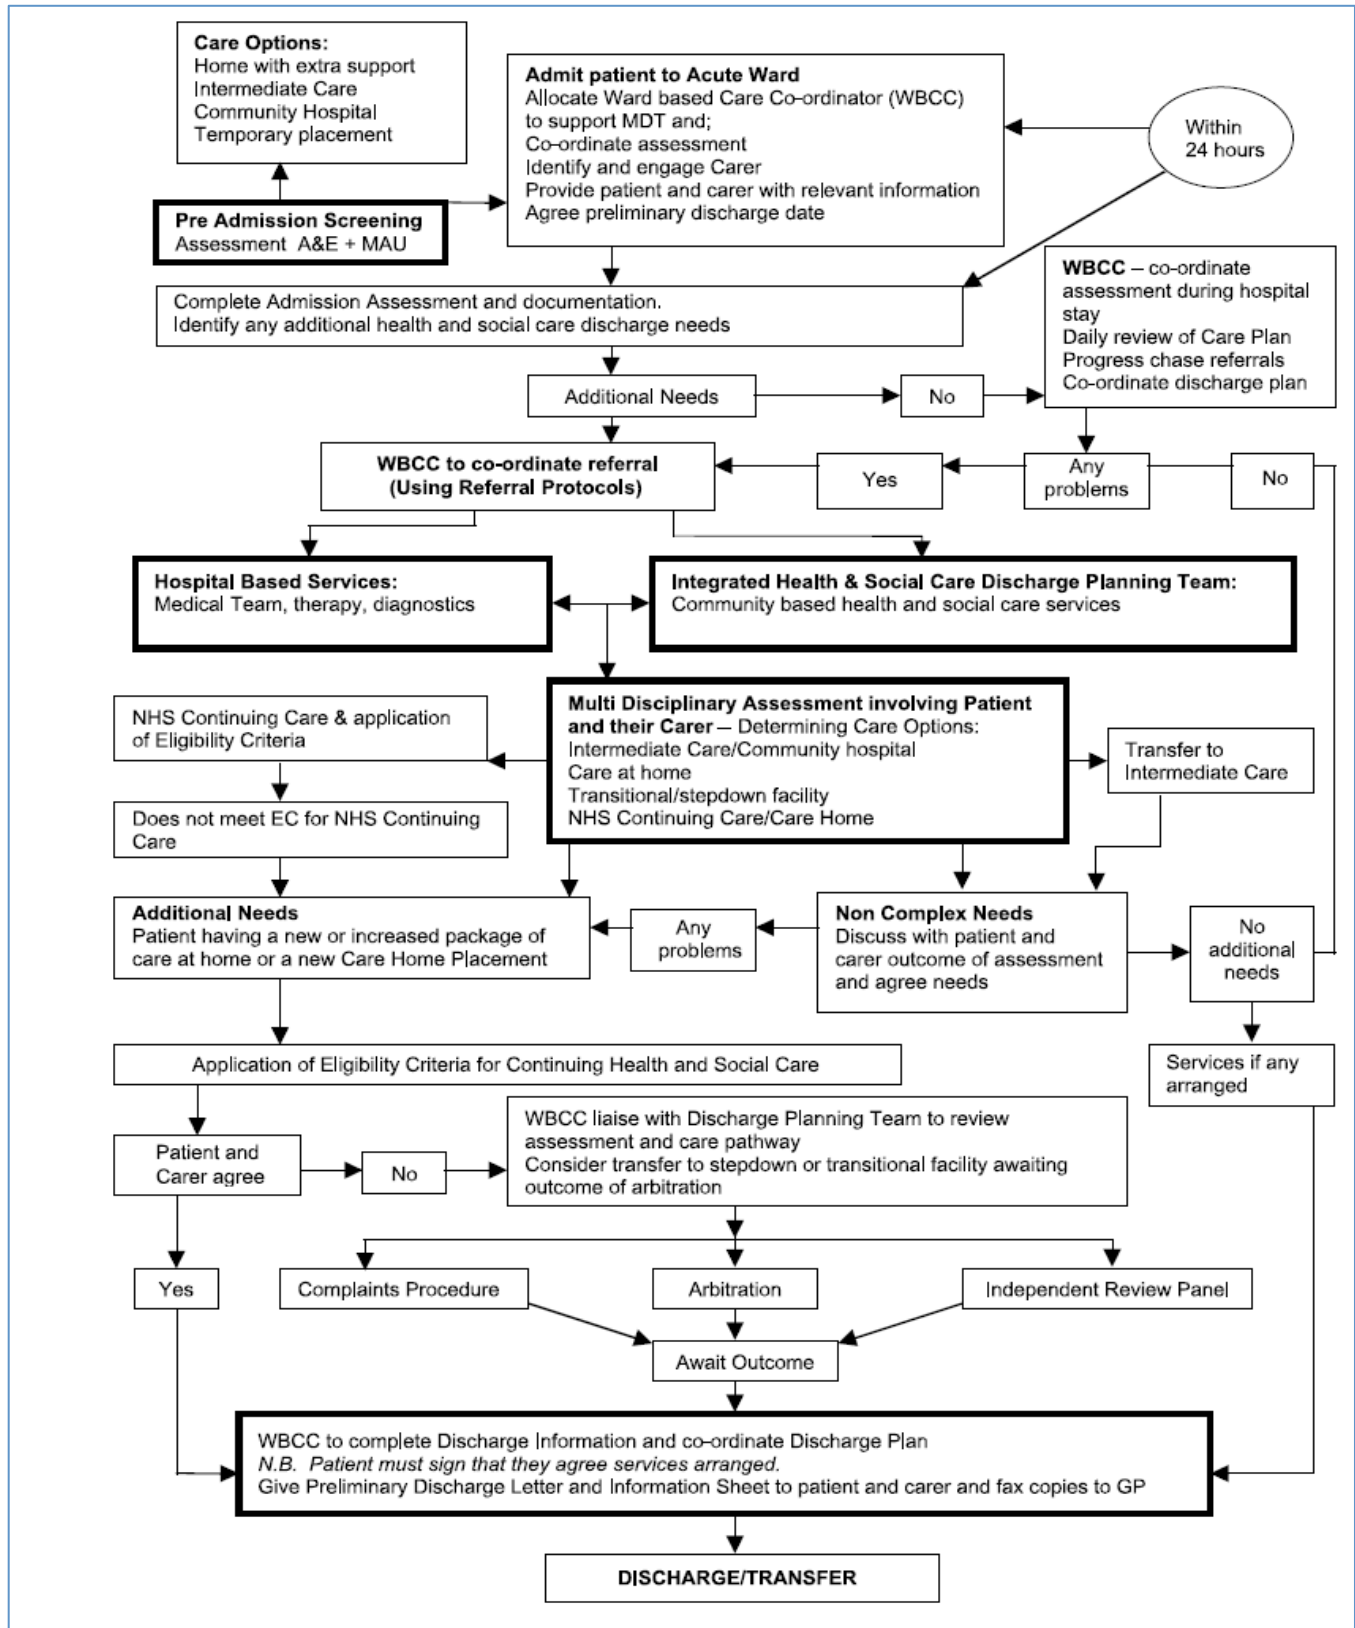 Care Options:
Home with extra support
Intermediate Care
Community Hospital
Temporary placement
Admit patient to Acute Ward
Allocate Ward based Care Co-ordinator (WBCC)
to support MDT and;
Co-ordinate assessment
Identify and engage Carer
Provide patient and carer with relevant information
Agree preliminary discharge date
Within
24 hours
Pre Admission Screening
Assessment A&E + MAU
WBCC – co-ordinate
assessment during hospital
stay
Daily review of Care Plan
Progress chase referrals
Co-ordinate discharge plan
Complete Admission Assessment and documentation.
Identify any additional health and social care discharge needs
Additional Needs
No
WBCC to co-ordinate referral
(Using Referral Protocols)
Yes
Any
problems
No
Hospital Based Services:
Medical Team, therapy, diagnostics
Integrated Health & Social Care Discharge Planning Team:
Community based health and social care services
Multi Disciplinary Assessment involving Patient
and their Carer – Determining Care Options:
Intermediate Care/Community hospital
Care at home
Transitional/stepdown facility
NHS Continuing Care/Care Home
NHS Continuing Care & application
of Eligibility Criteria
Transfer to
Intermediate Care
Does not meet EC for NHS Continuing
Care
Additional Needs
Patient having a new or increased package of
care at home or a new Care Home Placement
Any
problems
Non Complex Needs
Discuss with patient and
carer outcome of assessment
and agree needs
No
additional
needs
Application of Eligibility Criteria for Continuing Health and Social Care
Services if any
arranged
Patient and
Carer agree
No
WBCC liaise with Discharge Planning Team to review
assessment and care pathway
Consider transfer to stepdown or transitional facility awaiting
outcome of arbitration
Yes
Complaints Procedure
Arbitration
Independent Review Panel
Await Outcome
WBCC to complete Discharge Information and co-ordinate Discharge Plan
N.B. Patient must sign that they agree services arranged.
Give Preliminary Discharge Letter and Information Sheet to patient and carer and fax copies to GP
DISCHARGE/TRANSFER